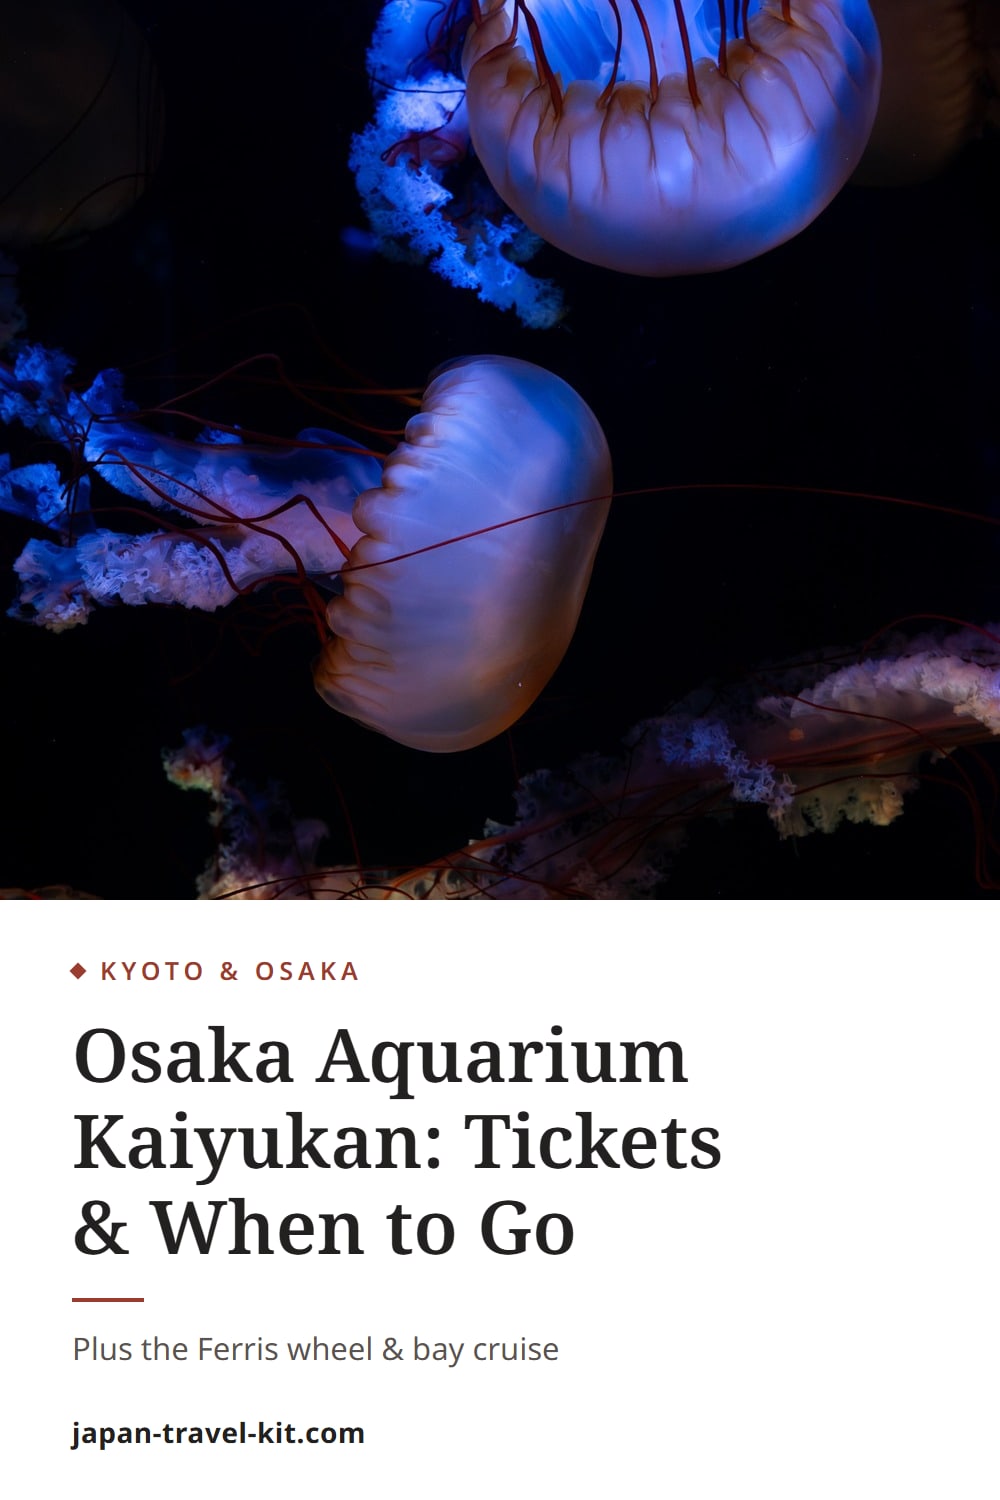 KYOTO & OSAKA
Osaka Aquarium
Kaiyukan: Tickets
& When to Go
Plus the Ferris wheel & bay cruise
japan-travel-kit.com